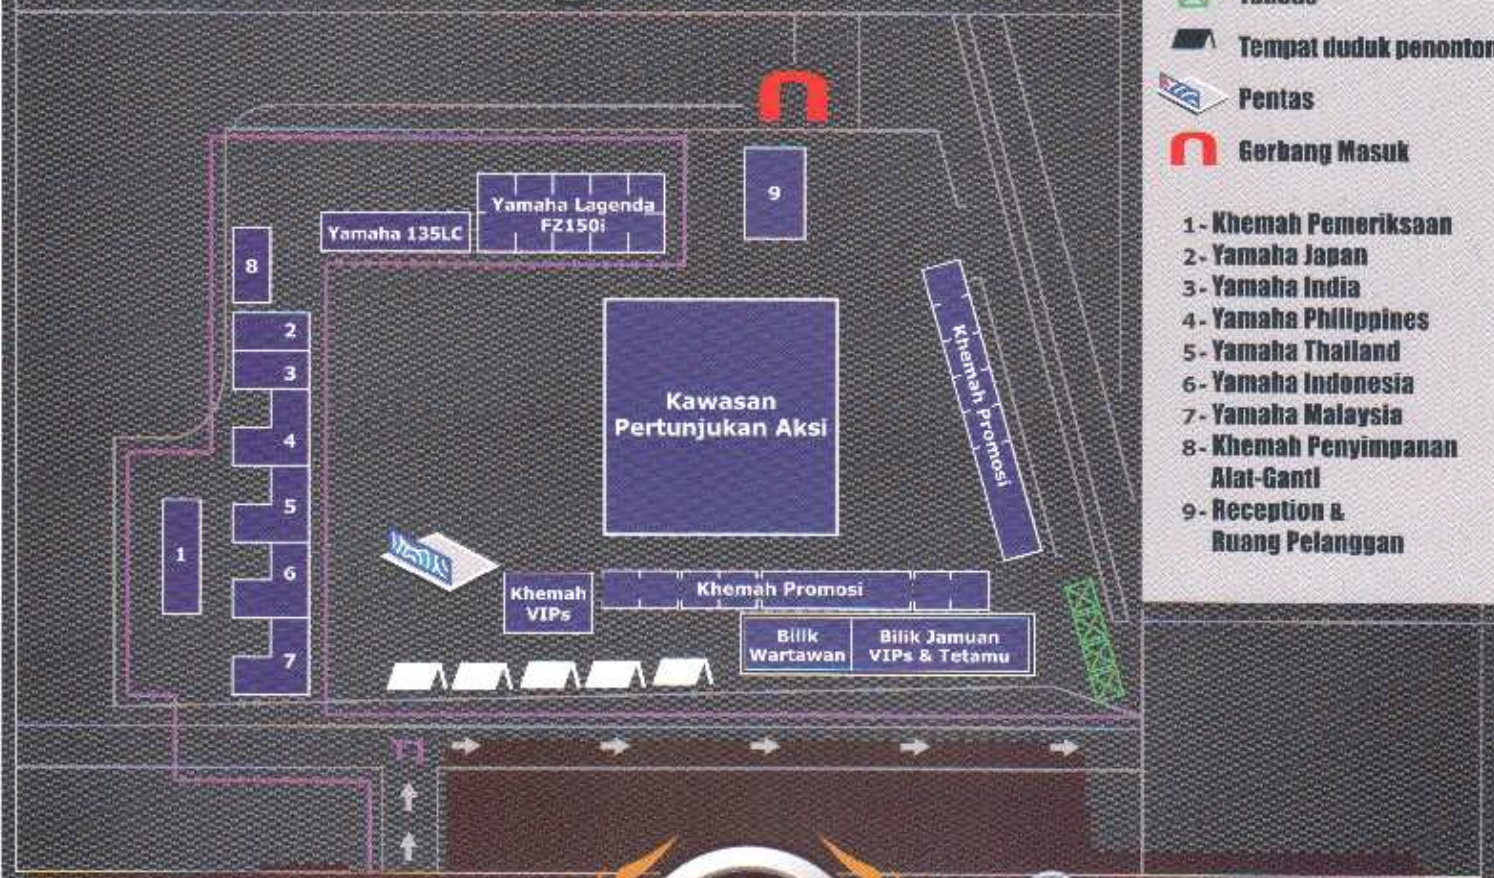 Tempat duduk penonton
Pentas
Gerbang Masuk
1- Khemah Pemeriksaan
2- Yamaha Japan
3- Yamaha India
4- Yamaha Philippines
5- Yamaha Thailand
6- Yamaha Indonesia
7- Yamaha Malaysia
8- Khemah Penyimpanan
Alat-Ganti
9- Reception &
Ruang Pelanggan
9
Yamaha Lagenda
FZ150i
Yamaha 135LC
8
2
3
4
5
6
7
1
Kawasan
Pertunjukan Aksi
Khemah Promosi
Khemah
VIPs
Khemah Promosi
Bilik
Wartawan
Bilik Jamuan
VIPs & Tetamu